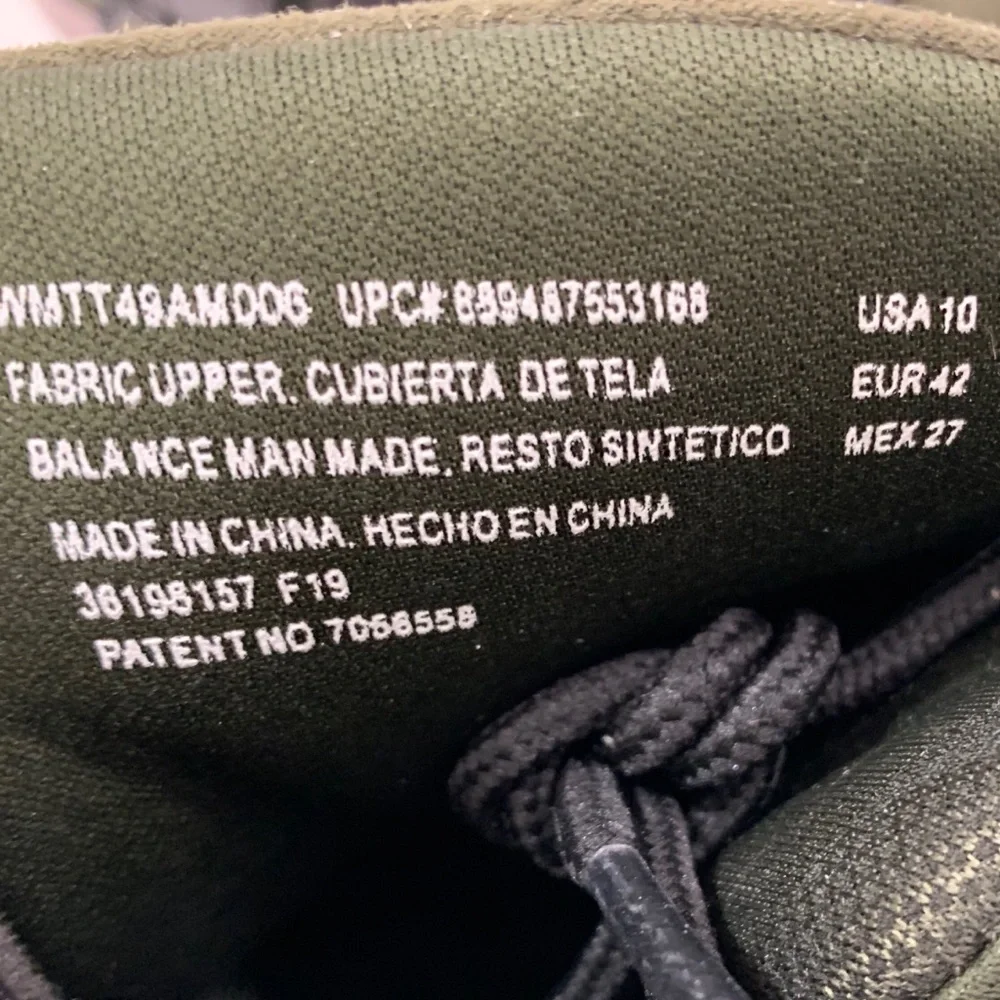 WMTT49AM006 UPC#: 889487553168 USA 10
FABRIC UPPER. CUBIERTA DE TELA EUR 42
BALANCE MAN MADE. RESTO SINTETICO MEX 27
MADE IN CHINA. HECHO EN CHINA
36198157 F19
PATENT NO 7056558